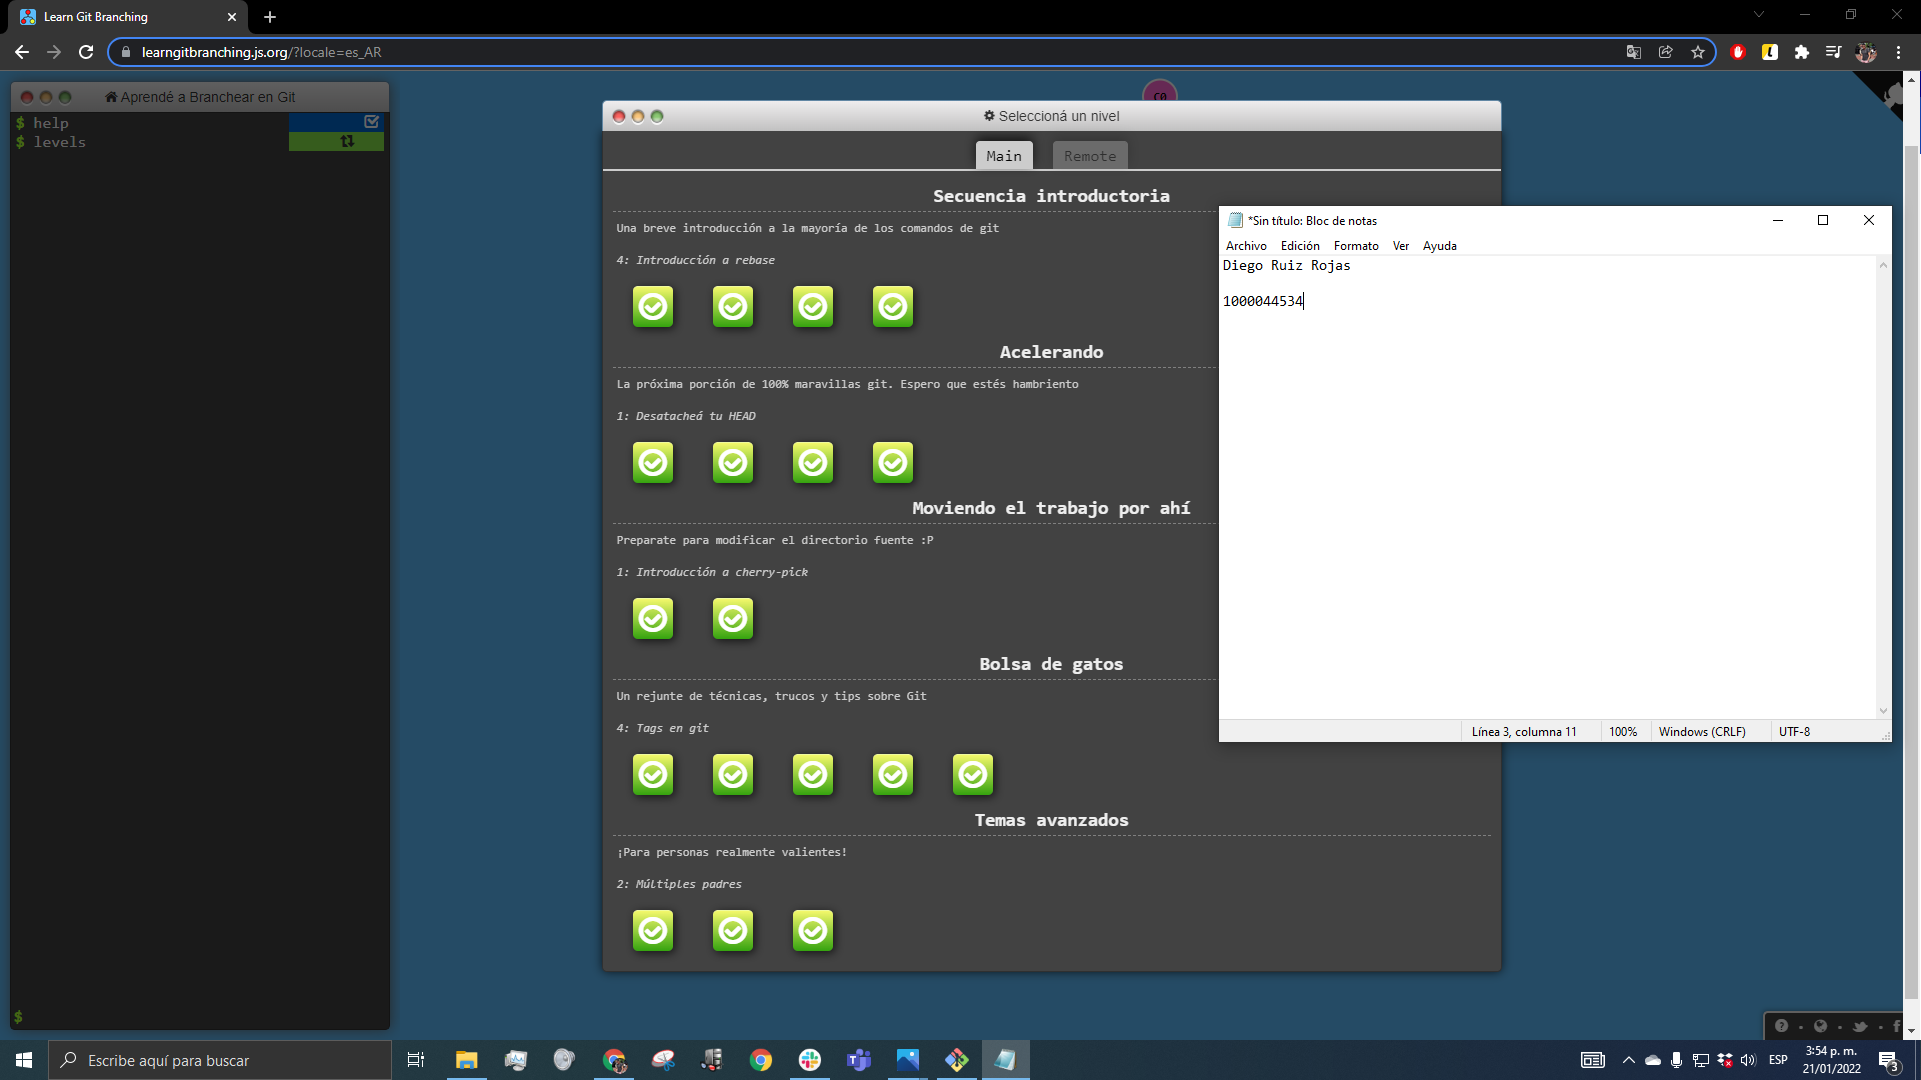 Learn Git Branching
learngitbranching.js.org/?locale=es_AR
Aprendé a Branchear en Git
$ help
$ levels
$
C0
Seleccioná un nivel
Main
Remote
Secuencia introductoria
Una breve introducción a la mayoría de los comandos de git
4: Introducción a rebase
Acelerando
La próxima porción de 100% maravillas git. Espero que estés hambriento
1: Desatacheá tu HEAD
Moviendo el trabajo por ahí
Preparate para modificar el directorio fuente :P
1: Introducción a cherry-pick
Bolsa de gatos
Un rejunte de técnicas, trucos y tips sobre Git
4: Tags en git
Temas avanzados
¡Para personas realmente valientes!
2: Múltiples padres
*Sin título: Bloc de notas
Archivo Edición Formato Ver Ayuda
Diego Ruiz Rojas
1000044534
Línea 3, columna 11 100% Windows (CRLF) UTF-8
Escribe aquí para buscar
ESP
3:54 p. m.
21/01/2022
3